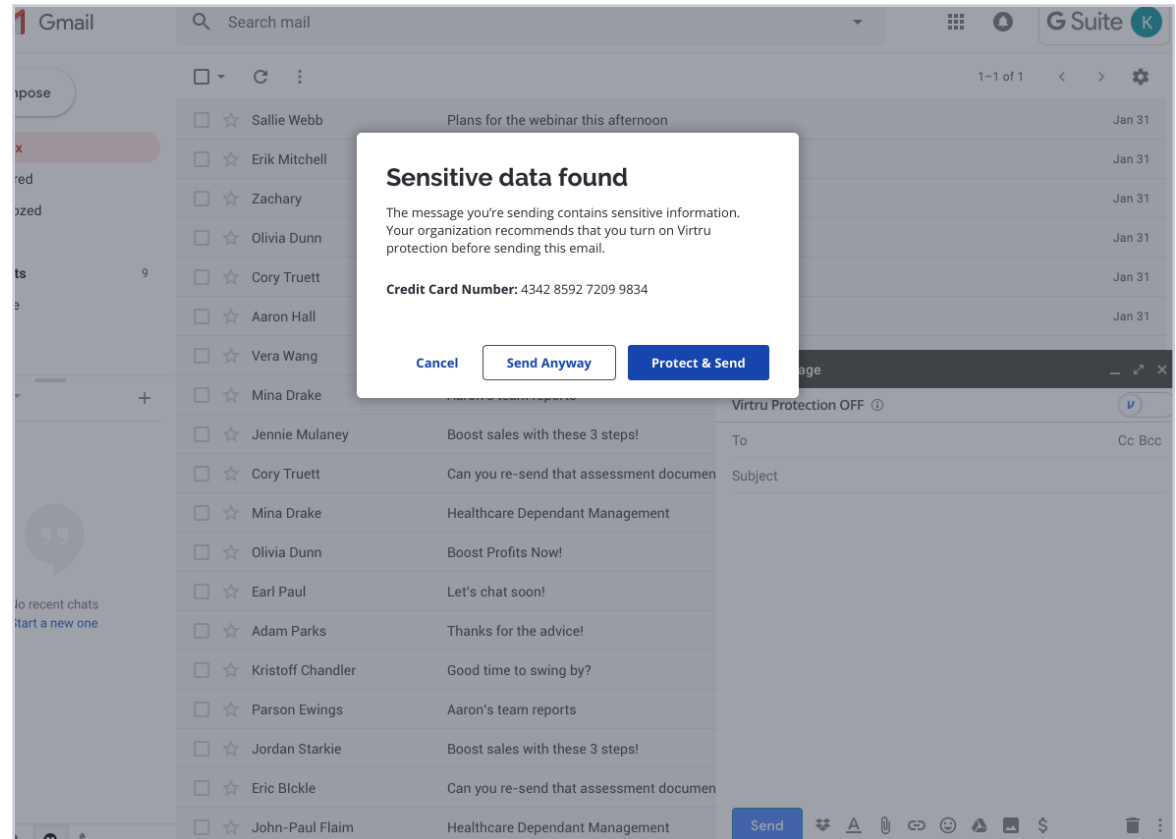 Gmail
Search mail
G Suite K
1–1 of 1
Sallie Webb Plans for the webinar this afternoon Jan 31
Erik Mitchell Jan 31
Zachary Jan 31
Olivia Dunn Jan 31
9
Cory Truett Jan 31
Aaron Hall Jan 31
Vera Wang
Sensitive data found
The message you're sending contains sensitive information.
Your organization recommends that you turn on Virtru
protection before sending this email.
Credit Card Number: 4342 8592 7209 9834
Cancel Send Anyway Protect & Send
Mina Drake
Jennie Mulaney Boost sales with these 3 steps!
Cory Truett Can you re-send that assessment documen
Mina Drake Healthcare Dependant Management
Olivia Dunn Boost Profits Now!
Earl Paul Let's chat soon!
Adam Parks Thanks for the advice!
Kristoff Chandler Good time to swing by?
Parson Ewings Aaron's team reports
Jordan Starkie Boost sales with these 3 steps!
Eric BIckle Can you re-send that assessment documen
John-Paul Flaim Healthcare Dependant Management
No recent chats
Start a new one
Virtru Protection OFF
To Cc Bcc
Subject
Send